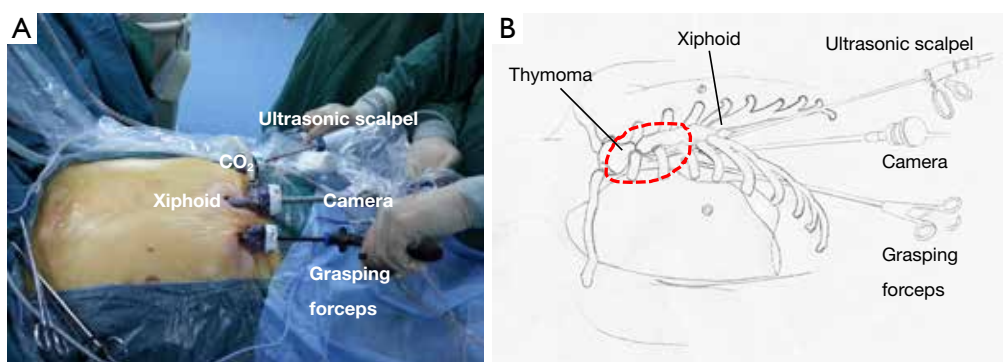 A
Ultrasonic scalpel
CO₂
Xiphoid
Camera
Grasping
forceps
B
Xiphoid
Ultrasonic scalpel
Thymoma
Camera
Grasping
forceps